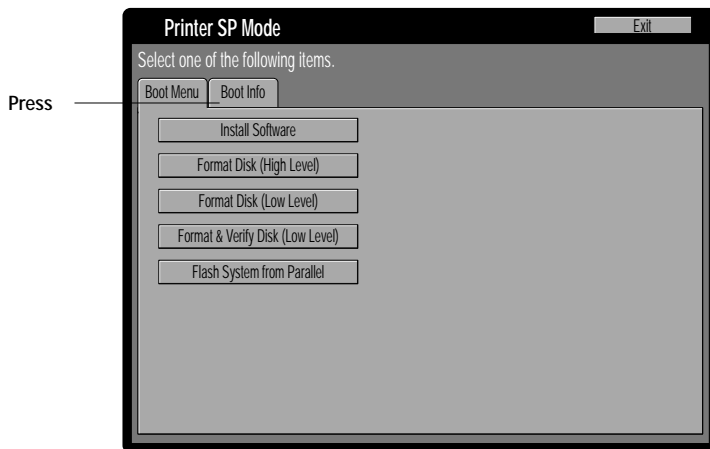 Printer SP Mode
Exit
Select one of the following items.
Boot Menu
Boot Info
Press
Install Software
Format Disk (High Level)
Format Disk (Low Level)
Format & Verify Disk (Low Level)
Flash System from Parallel